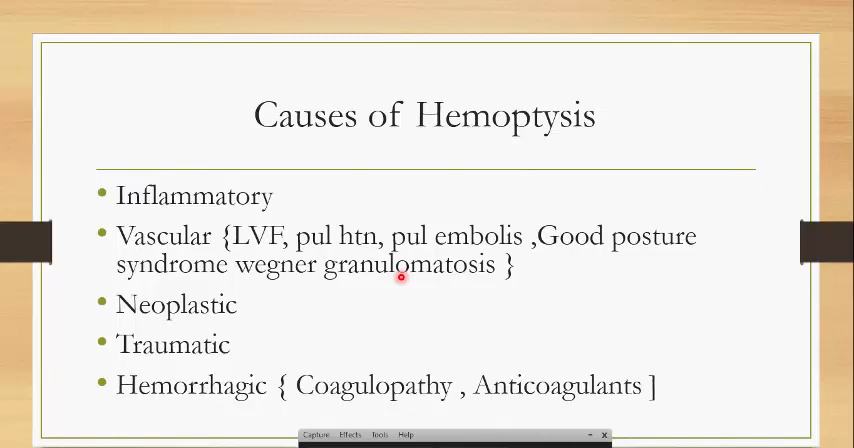 Causes of Hemoptysis
• Inflammatory
• Vascular {LVF, pul htn, pul embolis ,Good posture
syndrome wegner granulomatosis }
• Neoplastic
• Traumatic
• Hemorrhagic { Coagulopathy , Anticoagulants ]
Capture Effects Tools Help – x